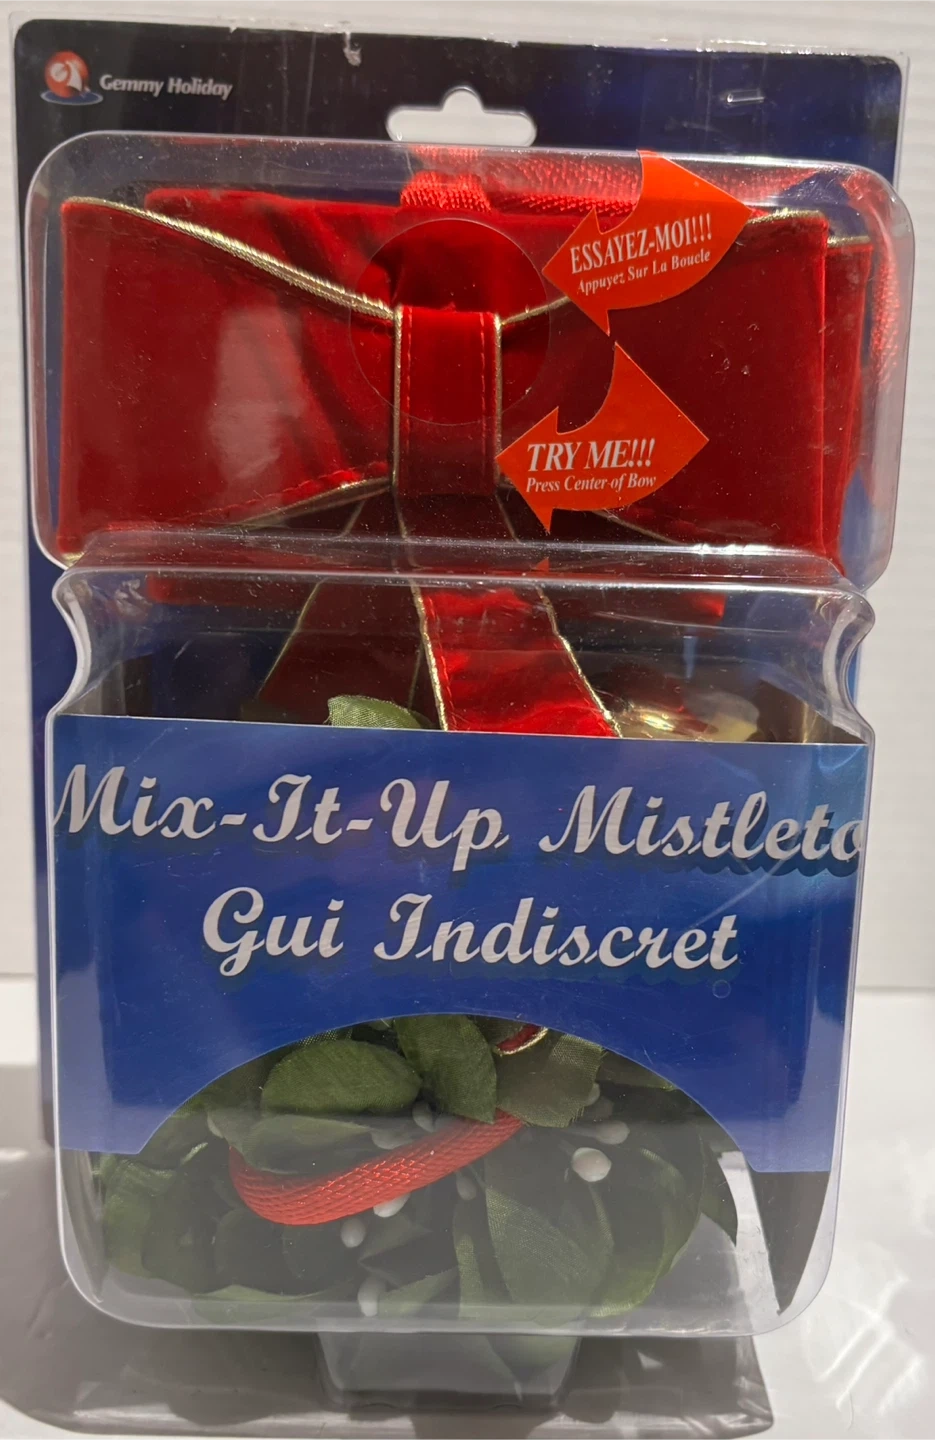 Gemmy Holiday
ESSAYEZ-MOI!!!
Appuyez Sur La Boucle
TRY ME!!!
Press Center of Bow
Mix-It-Up Mistleto
Gui Indiscret